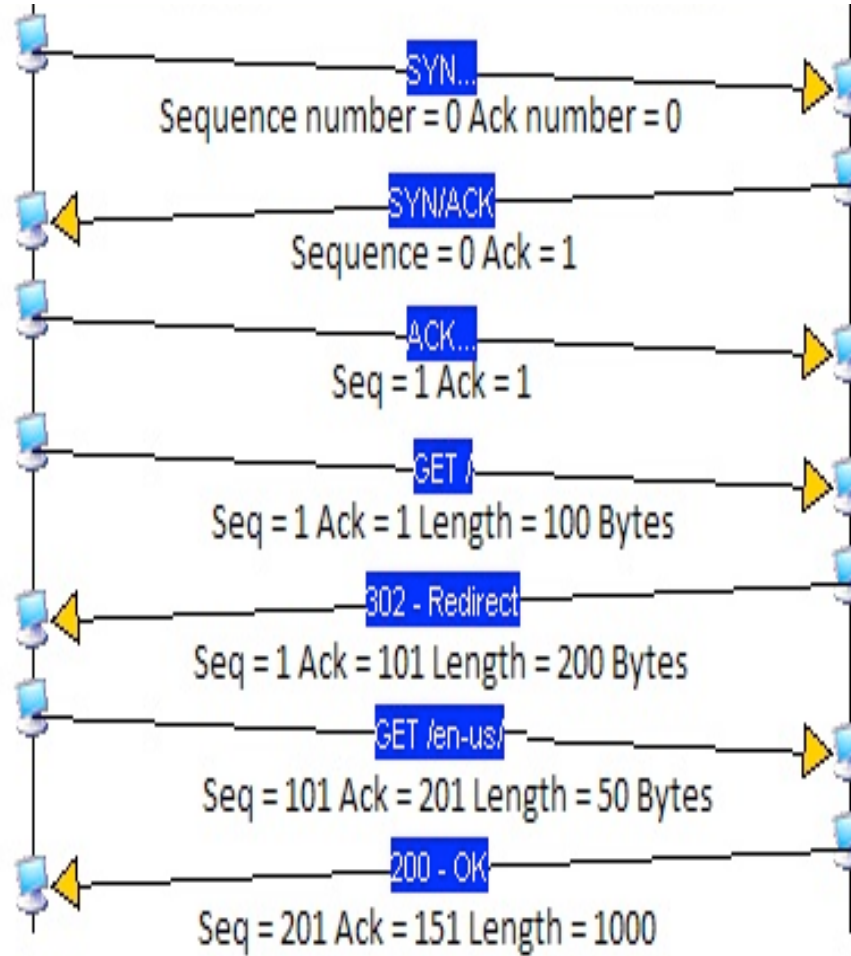 SYN...
Sequence number = 0 Ack number = 0
SYN/ACK
Sequence = 0 Ack = 1
ACK...
Seq = 1 Ack = 1
GET /
Seq = 1 Ack = 1 Length = 100 Bytes
302 - Redirect
Seq = 1 Ack = 101 Length = 200 Bytes
GET /en-us/
Seq = 101 Ack = 201 Length = 50 Bytes
200 - OK
Seq = 201 Ack = 151 Length = 1000